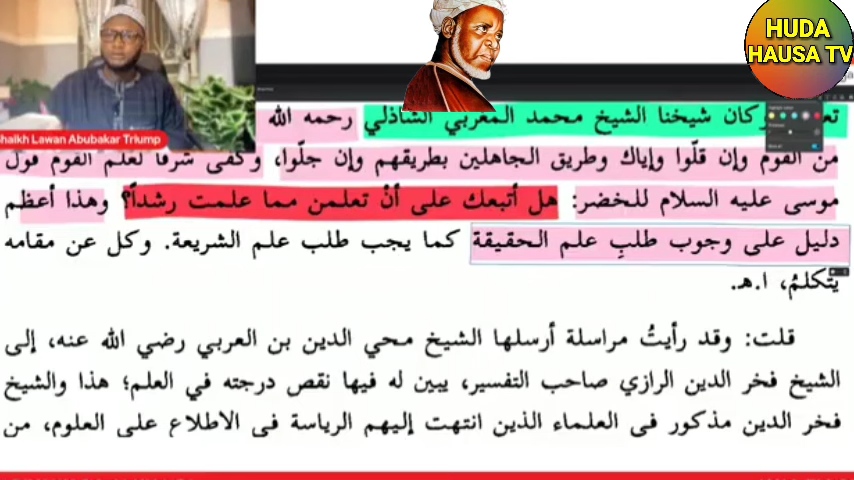 HUDA
HAUSA TV
Shaikh Lawan Abubakar Triump
وكان شيخنا الشيخ محمد المغربي الشاذلي رحمه الله
من القوم وإن قلّوا وإياك وطريق الجاهلين بطريقهم وإن جلّوا، وكفى شرفا لعلم القوم قول
موسى عليه السلام للخضر: هل أتبعك على أنْ تعلمن مما علمت رشداً؟ وهذا أعظم
دليل على وجوب طلبِ علم الحقيقة كما يجب طلب علم الشريعة. وكل عن مقامه
يتكلمُ، ا.هـ.
قلت: وقد رأيتُ مراسلة أرسلها الشيخ محي الدين بن العربي رضي الله عنه، إلى
الشيخ فخر الدين الرازي صاحب التفسير، يبين له فيها نقص درجته في العلم؛ هذا والشيخ
فخر الدين مذكور في العلماء الذين انتهت إليهم الرياسة في الاطلاع على العلوم، من